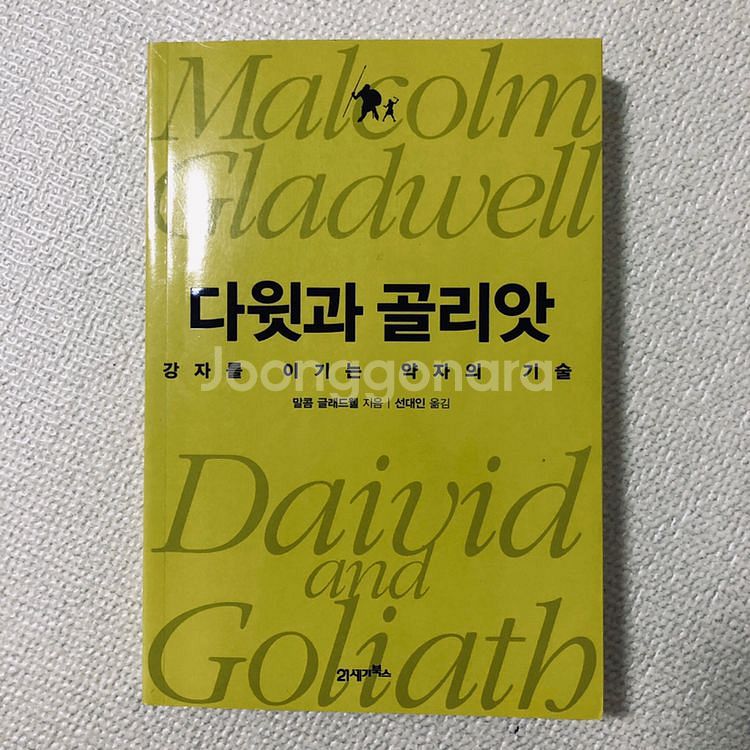 Malcolm
Gladwell
다윗과 골리앗
강자를 이기는 약자의 기술
Joonggonara
말콤 글래드웰 지음 | 선대인 옮김
Daivid
and
Goliath
21세기북스